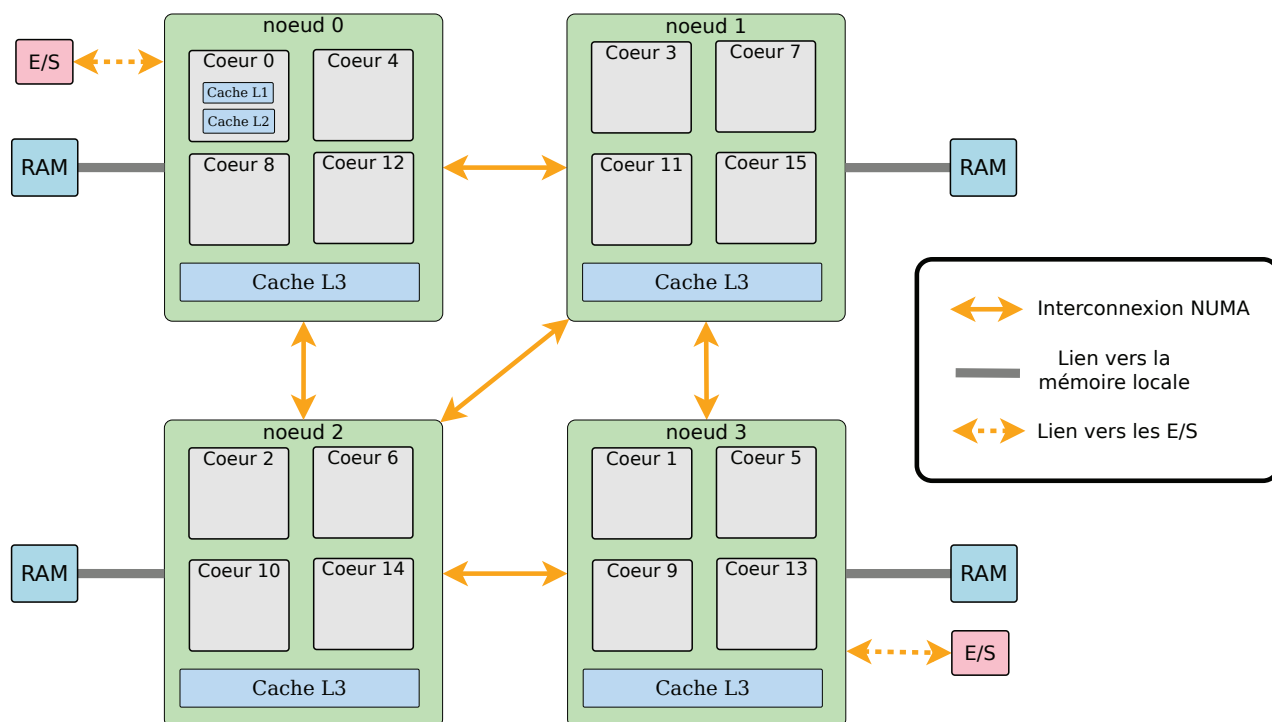 noeud 0
E/S
Coeur 0
Coeur 4
Cache L1
Cache L2
RAM
Coeur 8
Coeur 12
Cache L3
noeud 1
Coeur 3
Coeur 7
Coeur 11
Coeur 15
RAM
Cache L3
Interconnexion NUMA
Lien vers la
mémoire locale
Lien vers les E/S
noeud 2
Coeur 2
Coeur 6
RAM
Coeur 10
Coeur 14
Cache L3
noeud 3
Coeur 1
Coeur 5
Coeur 9
Coeur 13
RAM
E/S
Cache L3